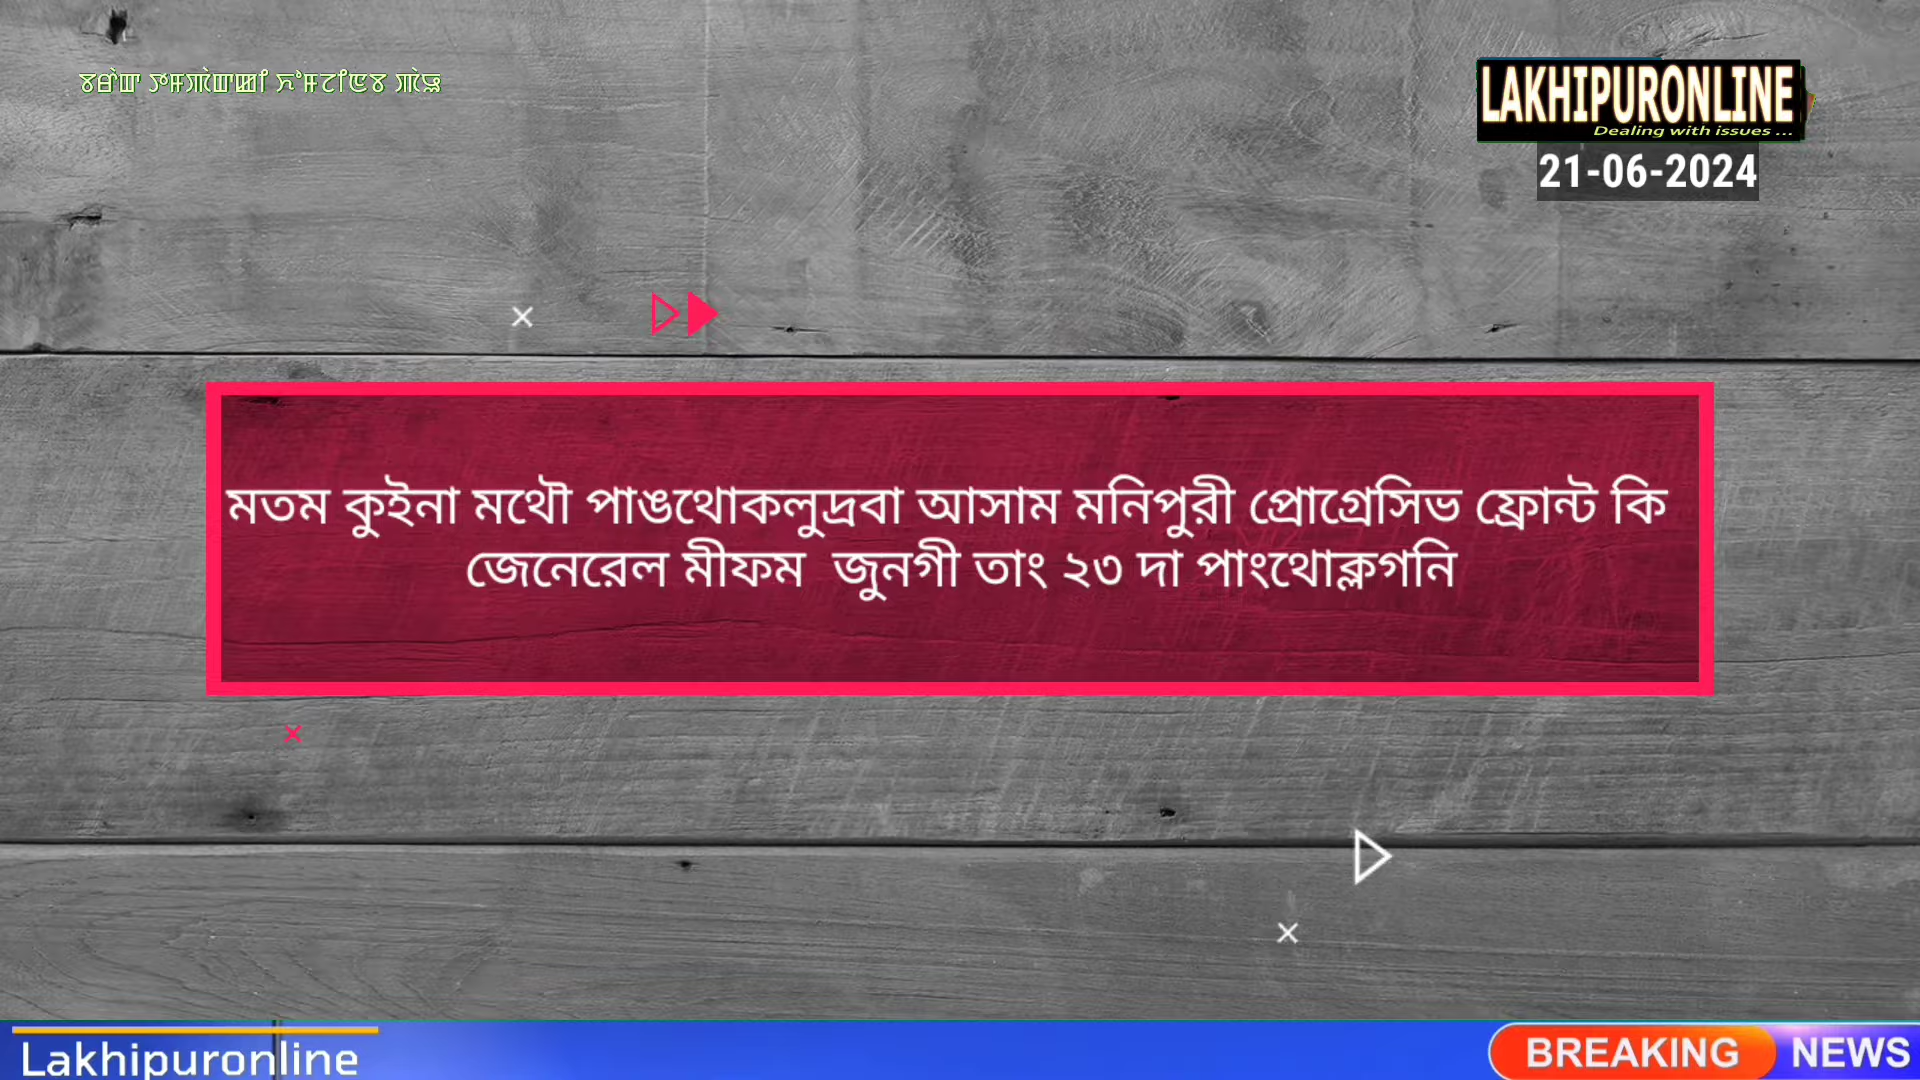 LAKHIPURONLINE
Dealing with issues ...
21-06-2024
মতম কুইনা মথৌ পাঙথোকলুদ্রবা আসাম মনিপুরী প্রোগ্রেসিভ ফ্রোন্ট কি
জেনেরেল মীফম জুনগী তাং ২৩ দা পাংথোক্লগনি
Lakhipuronline
BREAKING NEWS